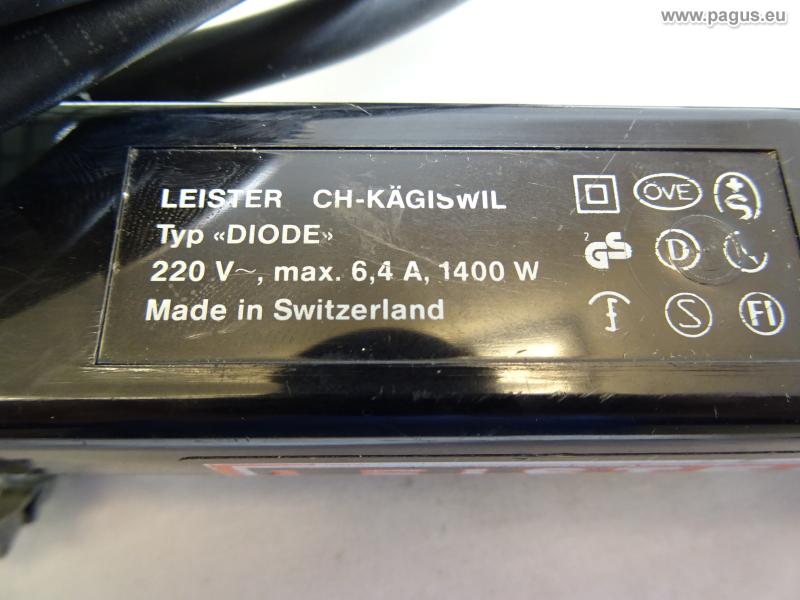 www.pagus.eu
LEISTER CH-KÄGISWIL
Typ «DIODE»
220 V~, max. 6,4 A, 1400 W
Made in Switzerland
ÖVE
+S
GS
D
S
FI